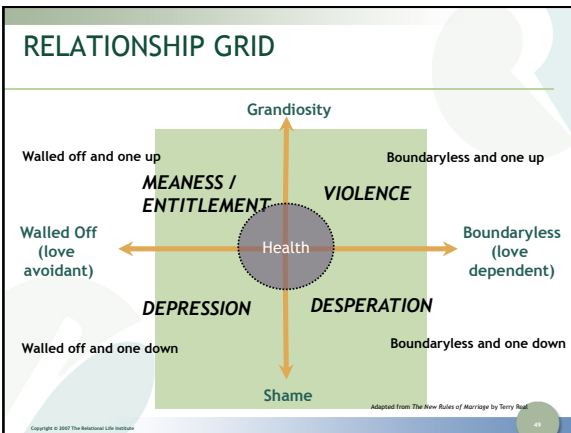 RELATIONSHIP GRID
Grandiosity
Walled off and one up
Boundaryless and one up
MEANESS /
ENTITLEMENT
VIOLENCE
Walled Off
(love
avoidant)
Health
Boundaryless
(love
dependent)
DEPRESSION
DESPERATION
Walled off and one down
Boundaryless and one down
Shame
Adapted from The New Rules of Marriage by Terry Real
Copyright © 2007 The Relational Life Institute
49